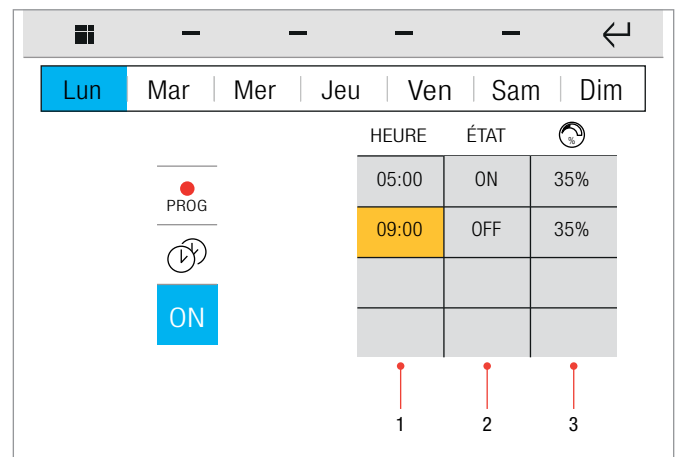 Lun Mar Mer Jeu Ven Sam Dim
HEURE ÉTAT %
PROG
05:00 ON 35%
09:00 OFF 35%
ON
1 2 3